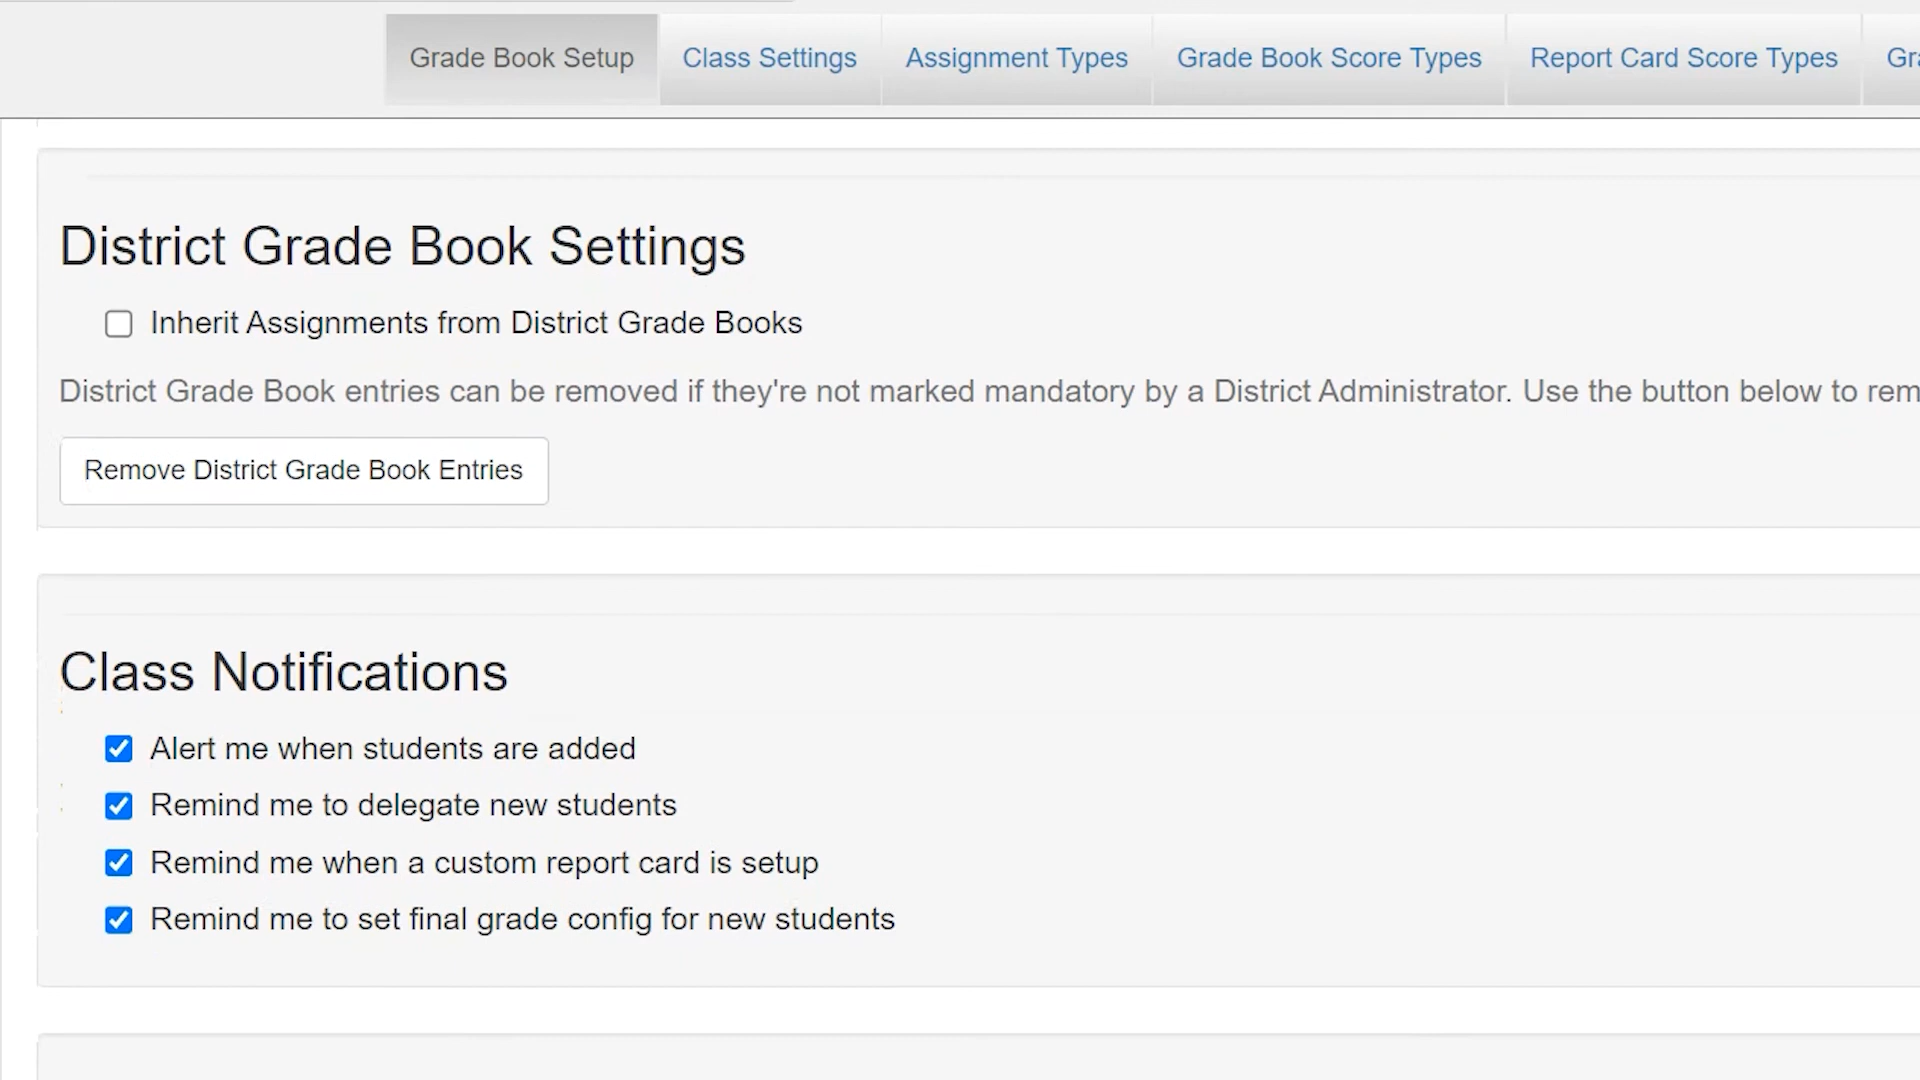 Grade Book Setup
Class Settings
Assignment Types
Grade Book Score Types
Report Card Score Types
Gr
District Grade Book Settings
Inherit Assignments from District Grade Books
District Grade Book entries can be removed if they're not marked mandatory by a District Administrator. Use the button below to rem
Remove District Grade Book Entries
Class Notifications
Alert me when students are added
Remind me to delegate new students
Remind me when a custom report card is setup
Remind me to set final grade config for new students